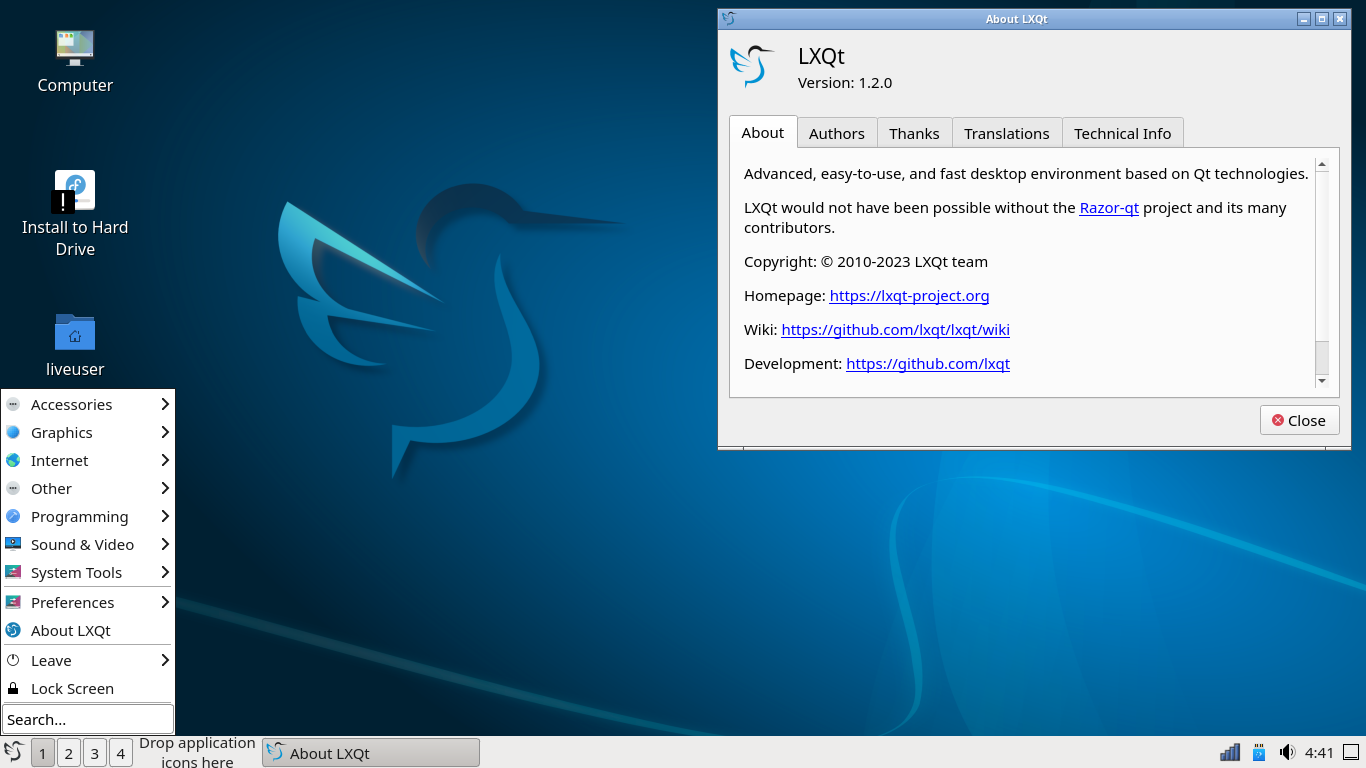 Computer
Install to Hard
Drive
liveuser
About LXQt
LXQt
Version: 1.2.0
About
Authors
Thanks
Translations
Technical Info
Advanced, easy-to-use, and fast desktop environment based on Qt technologies.
LXQt would not have been possible without the Razor-qt project and its many
contributors.
Copyright: © 2010-2023 LXQt team
Homepage: https://lxqt-project.org
Wiki: https://github.com/lxqt/lxqt/wiki
Development: https://github.com/lxqt
Close
Accessories
Graphics
Internet
Other
Programming
Sound & Video
System Tools
Preferences
About LXQt
Leave
Lock Screen
Search...
1
2
3
4
Drop application
icons here
About LXQt
4:41